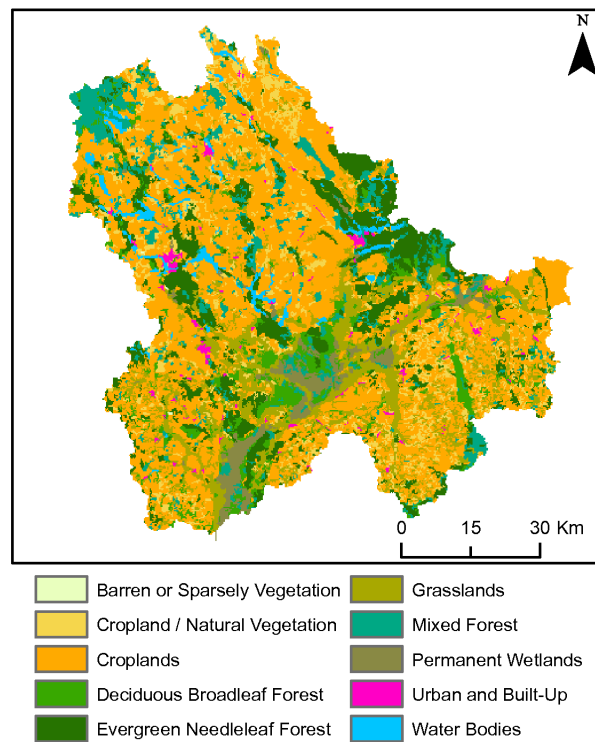 N
0 15 30 Km
Barren or Sparsely Vegetation
Cropland / Natural Vegetation
Croplands
Deciduous Broadleaf Forest
Evergreen Needleleaf Forest
Grasslands
Mixed Forest
Permanent Wetlands
Urban and Built-Up
Water Bodies